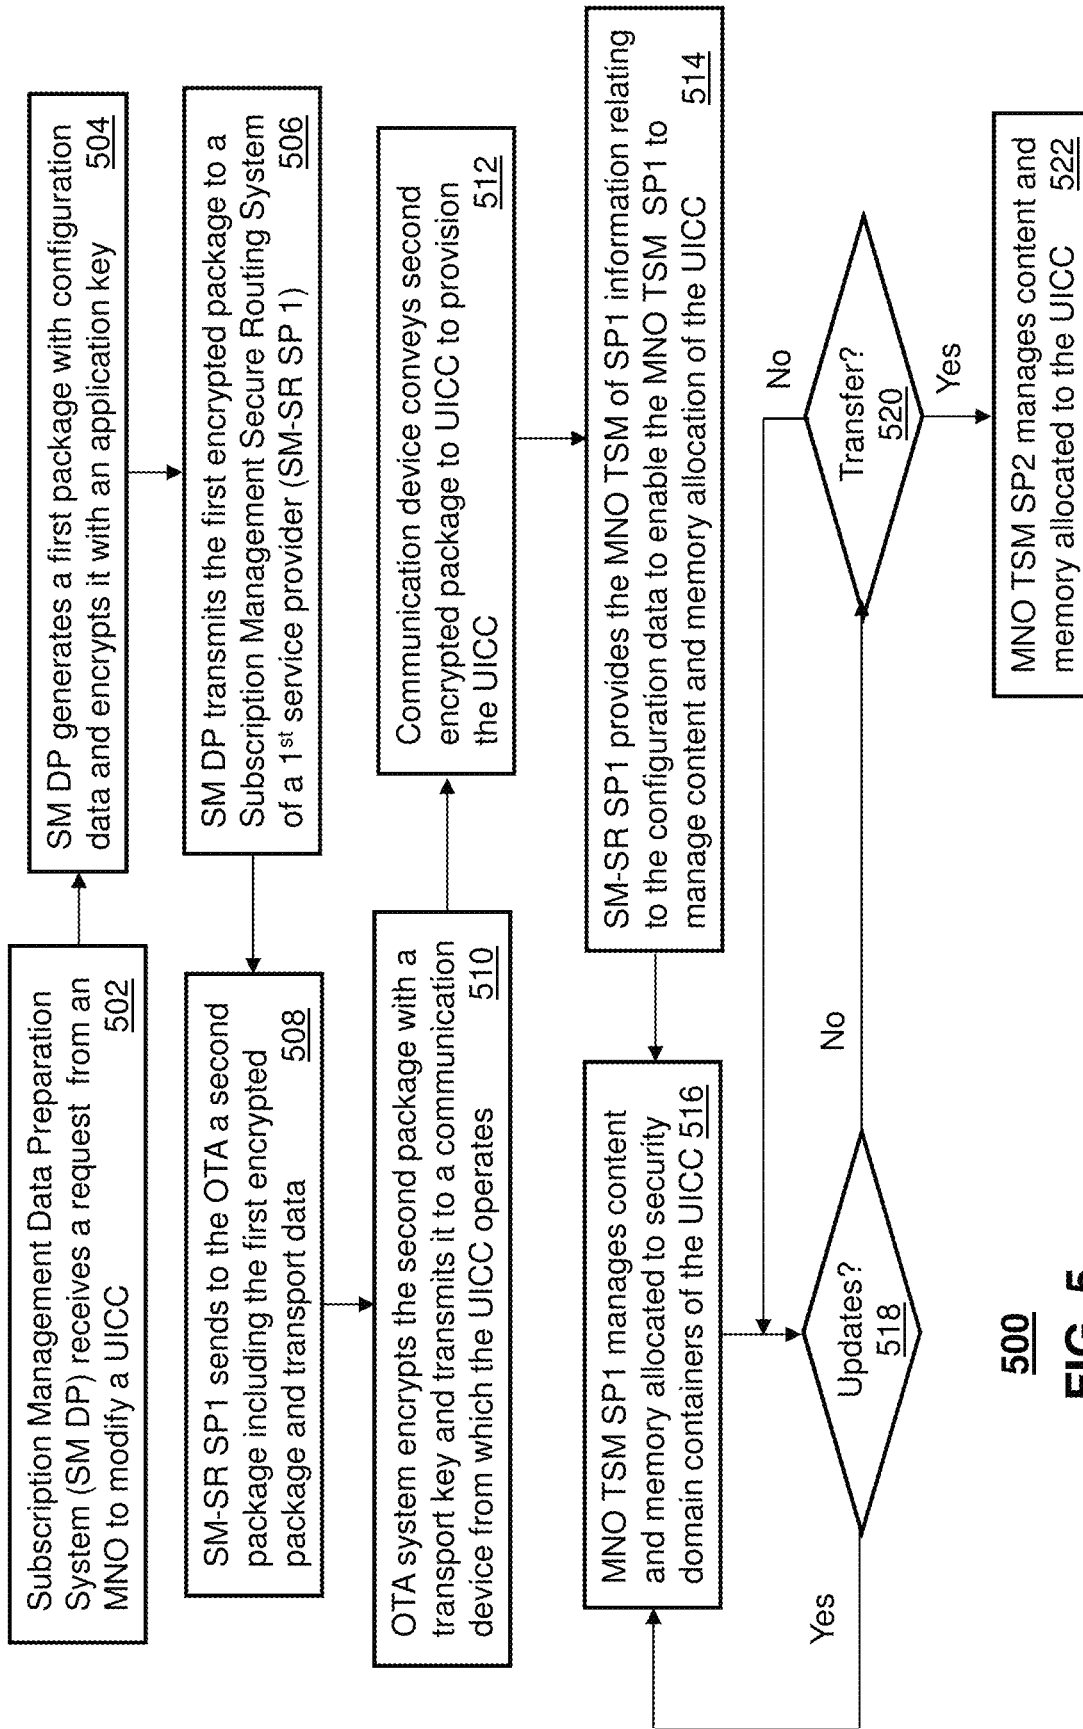 Subscription Management Data Preparation
System (SM DP) receives a request from an
MNO to modify a UICC
502
SM DP generates a first package with configuration
data and encrypts it with an application key
504
SM DP transmits the first encrypted package to a
Subscription Management Secure Routing System
of a 1st service provider (SM-SR SP 1)
506
SM-SR SP1 sends to the OTA a second
package including the first encrypted
package and transport data
508
OTA system encrypts the second package with a
transport key and transmits it to a communication
device from which the UICC operates
510
Communication device conveys second
encrypted package to UICC to provision
the UICC
512
SM-SR SP1 provides the MNO TSM of SP1 information relating
to the configuration data to enable the MNO TSM SP1 to
manage content and memory allocation of the UICC
514
MNO TSM SP1 manages content
and memory allocated to security
domain containers of the UICC 516
Updates?
518
Yes
No
Transfer?
520
No
Yes
MNO TSM SP2 manages content and
memory allocated to the UICC
522
500
FIG. 5